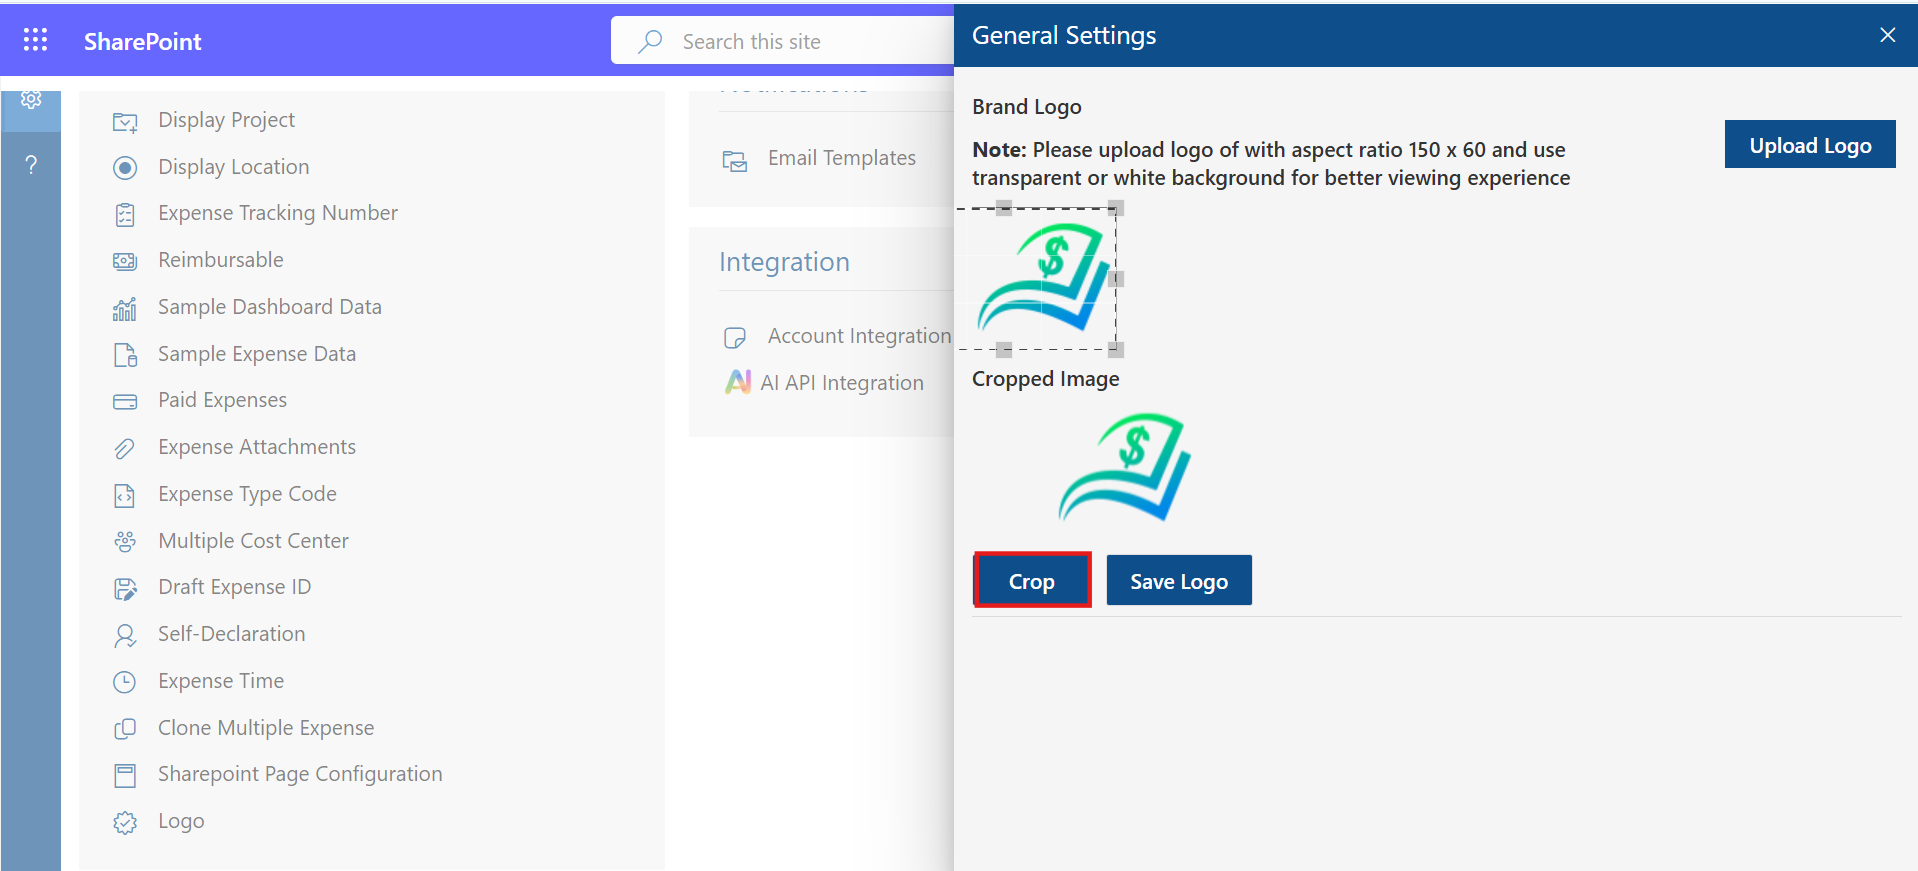 SharePoint
Search this site
General Settings
Display Project
Display Location
Expense Tracking Number
Reimbursable
Sample Dashboard Data
Sample Expense Data
Paid Expenses
Expense Attachments
Expense Type Code
Multiple Cost Center
Draft Expense ID
Self-Declaration
Expense Time
Clone Multiple Expense
Sharepoint Page Configuration
Logo
Email Templates
Integration
Account Integration
AI API Integration
Brand Logo
Note: Please upload logo of with aspect ratio 150 x 60 and use
transparent or white background for better viewing experience
Upload Logo
Cropped Image
Crop
Save Logo